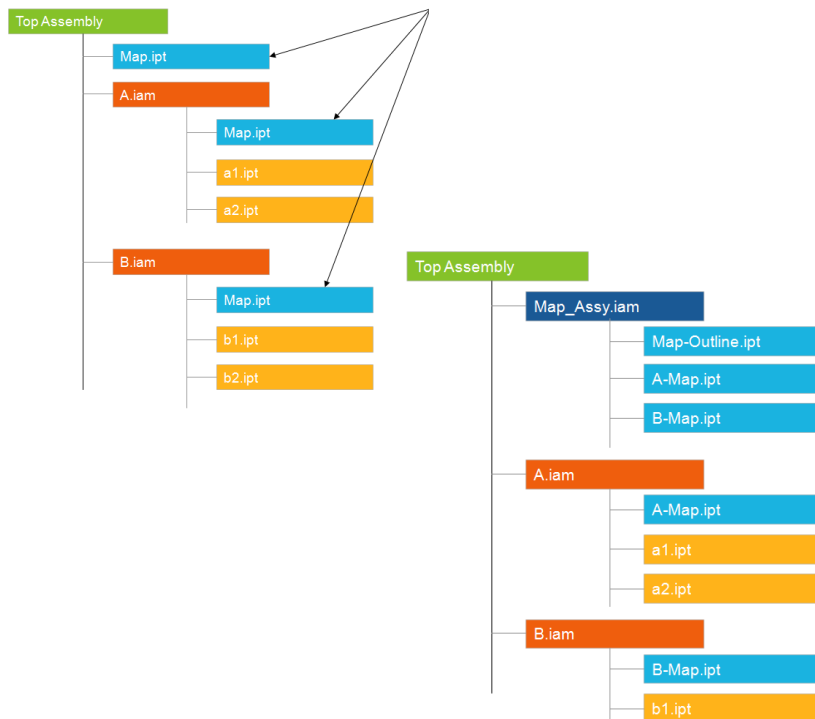 Top Assembly
Map.ipt
A.iam
Map.ipt
a1.ipt
a2.ipt
B.iam
Map.ipt
b1.ipt
b2.ipt
Top Assembly
Map_Assy.iam
Map-Outline.ipt
A-Map.ipt
B-Map.ipt
A.iam
A-Map.ipt
a1.ipt
a2.ipt
B.iam
B-Map.ipt
b1.ipt